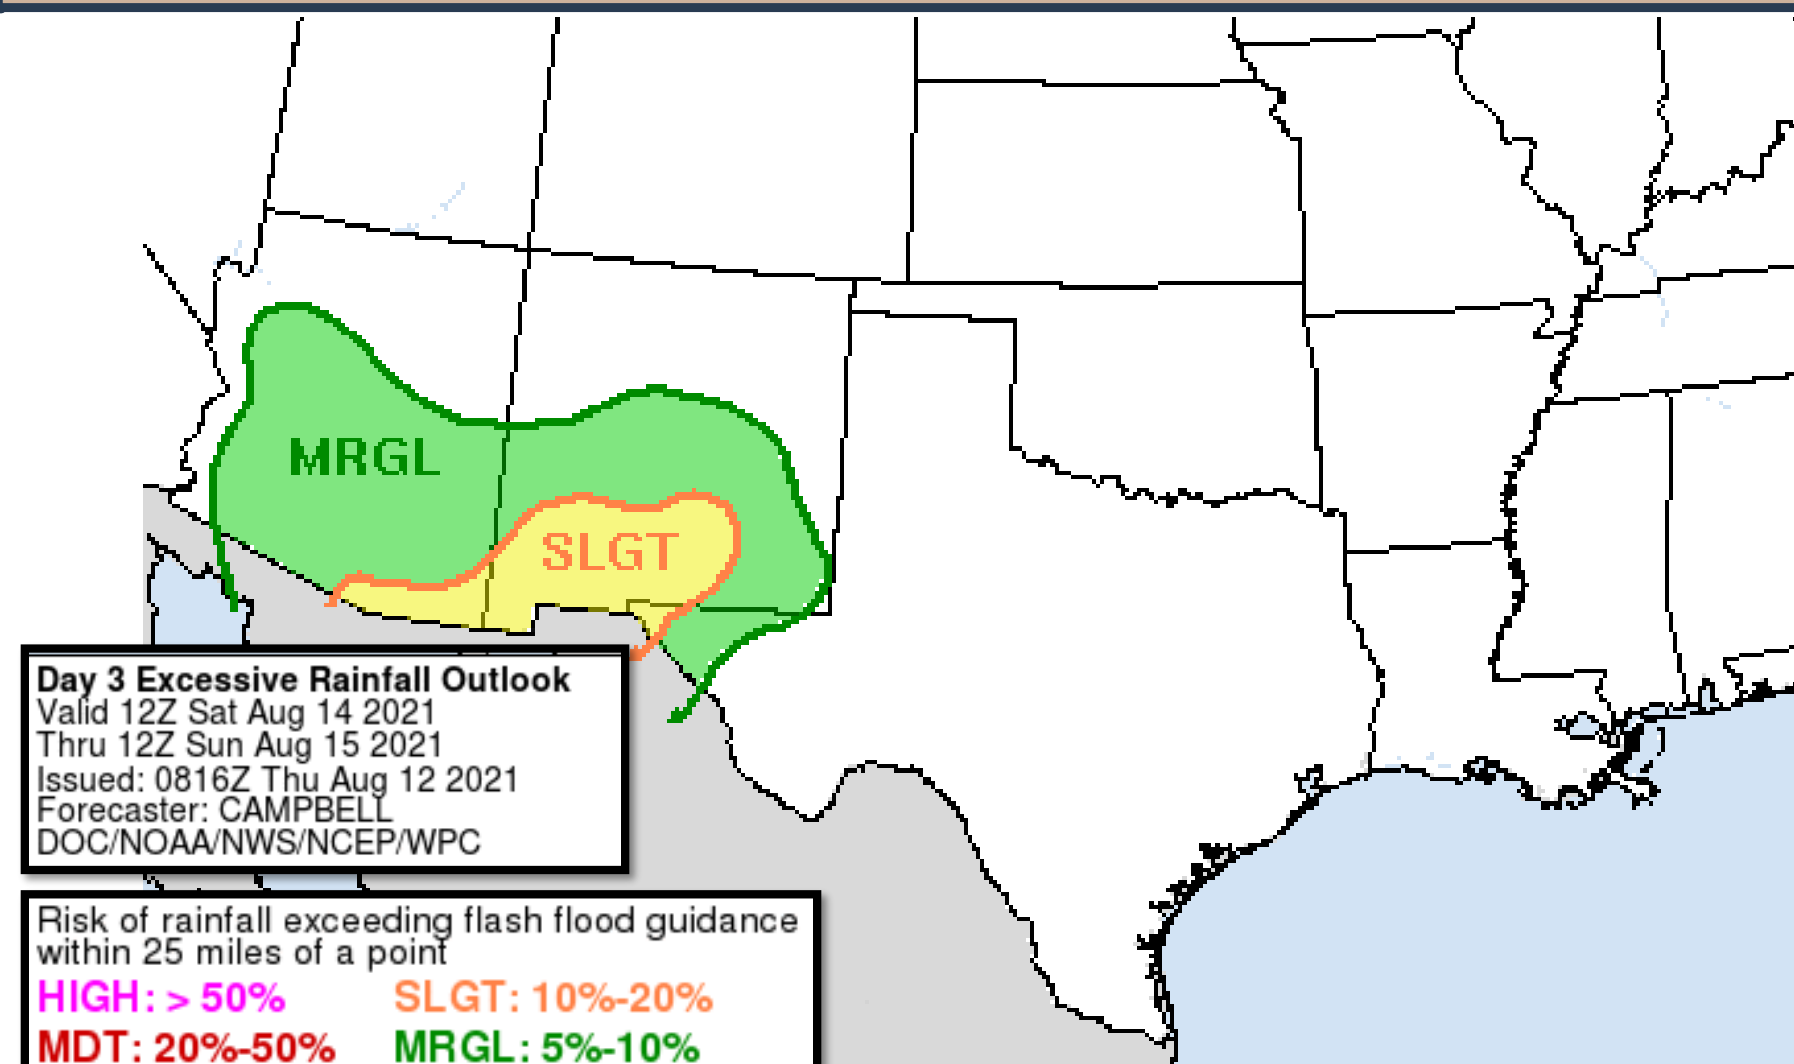 MRGL
SLGT
Day 3 Excessive Rainfall Outlook
Valid 12Z Sat Aug 14 2021
Thru 12Z Sun Aug 15 2021
Issued: 0816Z Thu Aug 12 2021
Forecaster: CAMPBELL
DOC/NOAA/NWS/NCEP/WPC
Risk of rainfall exceeding flash flood guidance
within 25 miles of a point
HIGH: > 50% SLGT: 10%-20%
MDT: 20%-50% MRGL: 5%-10%